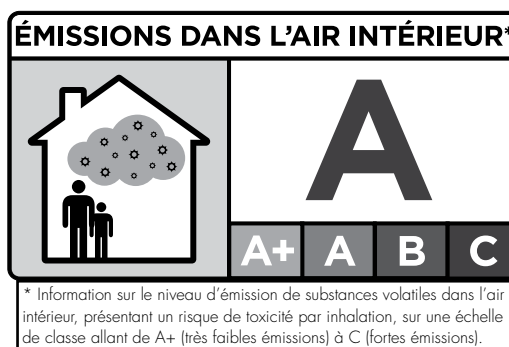 ÉMISSIONS DANS L'AIR INTÉRIEUR*
A
A+ A B C
* Information sur le niveau d'émission de substances volatiles dans l'air
intérieur, présentant un risque de toxicité par inhalation, sur une échelle
de classe allant de A+ (très faibles émissions) à C (fortes émissions).